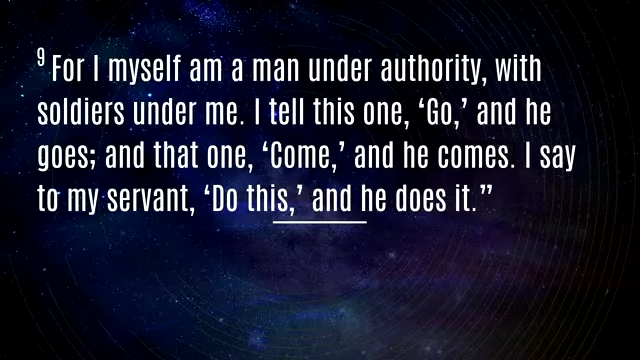 9 For I myself am a man under authority, with
soldiers under me. I tell this one, ‘Go,’ and he
goes; and that one, ‘Come,’ and he comes. I say
to my servant, ‘Do this,’ and he does it.”